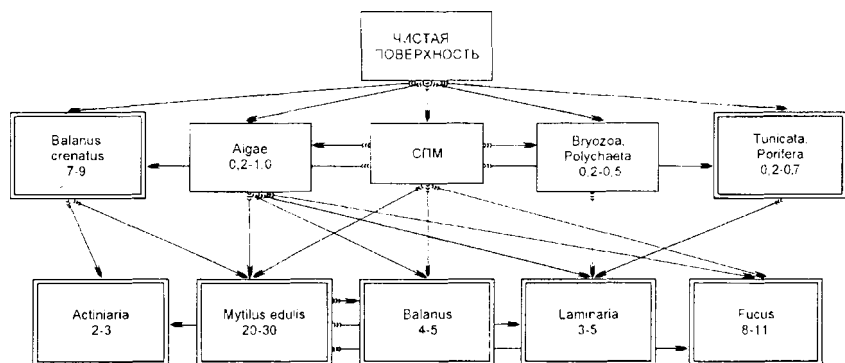 ЧИСТАЯ
ПОВЕРХНОСТЬ
Balanus
crenatus
7-9
Aigae
0,2-1,0
СПМ
Bryozoa,
Polychaeta
0,2-0,5
Tunicata,
Porifera
0,2-0,7
Actiniaria
2-3
Mytilus edulis
20-30
Balanus
4-5
Laminaria
3-5
Fucus
8-11